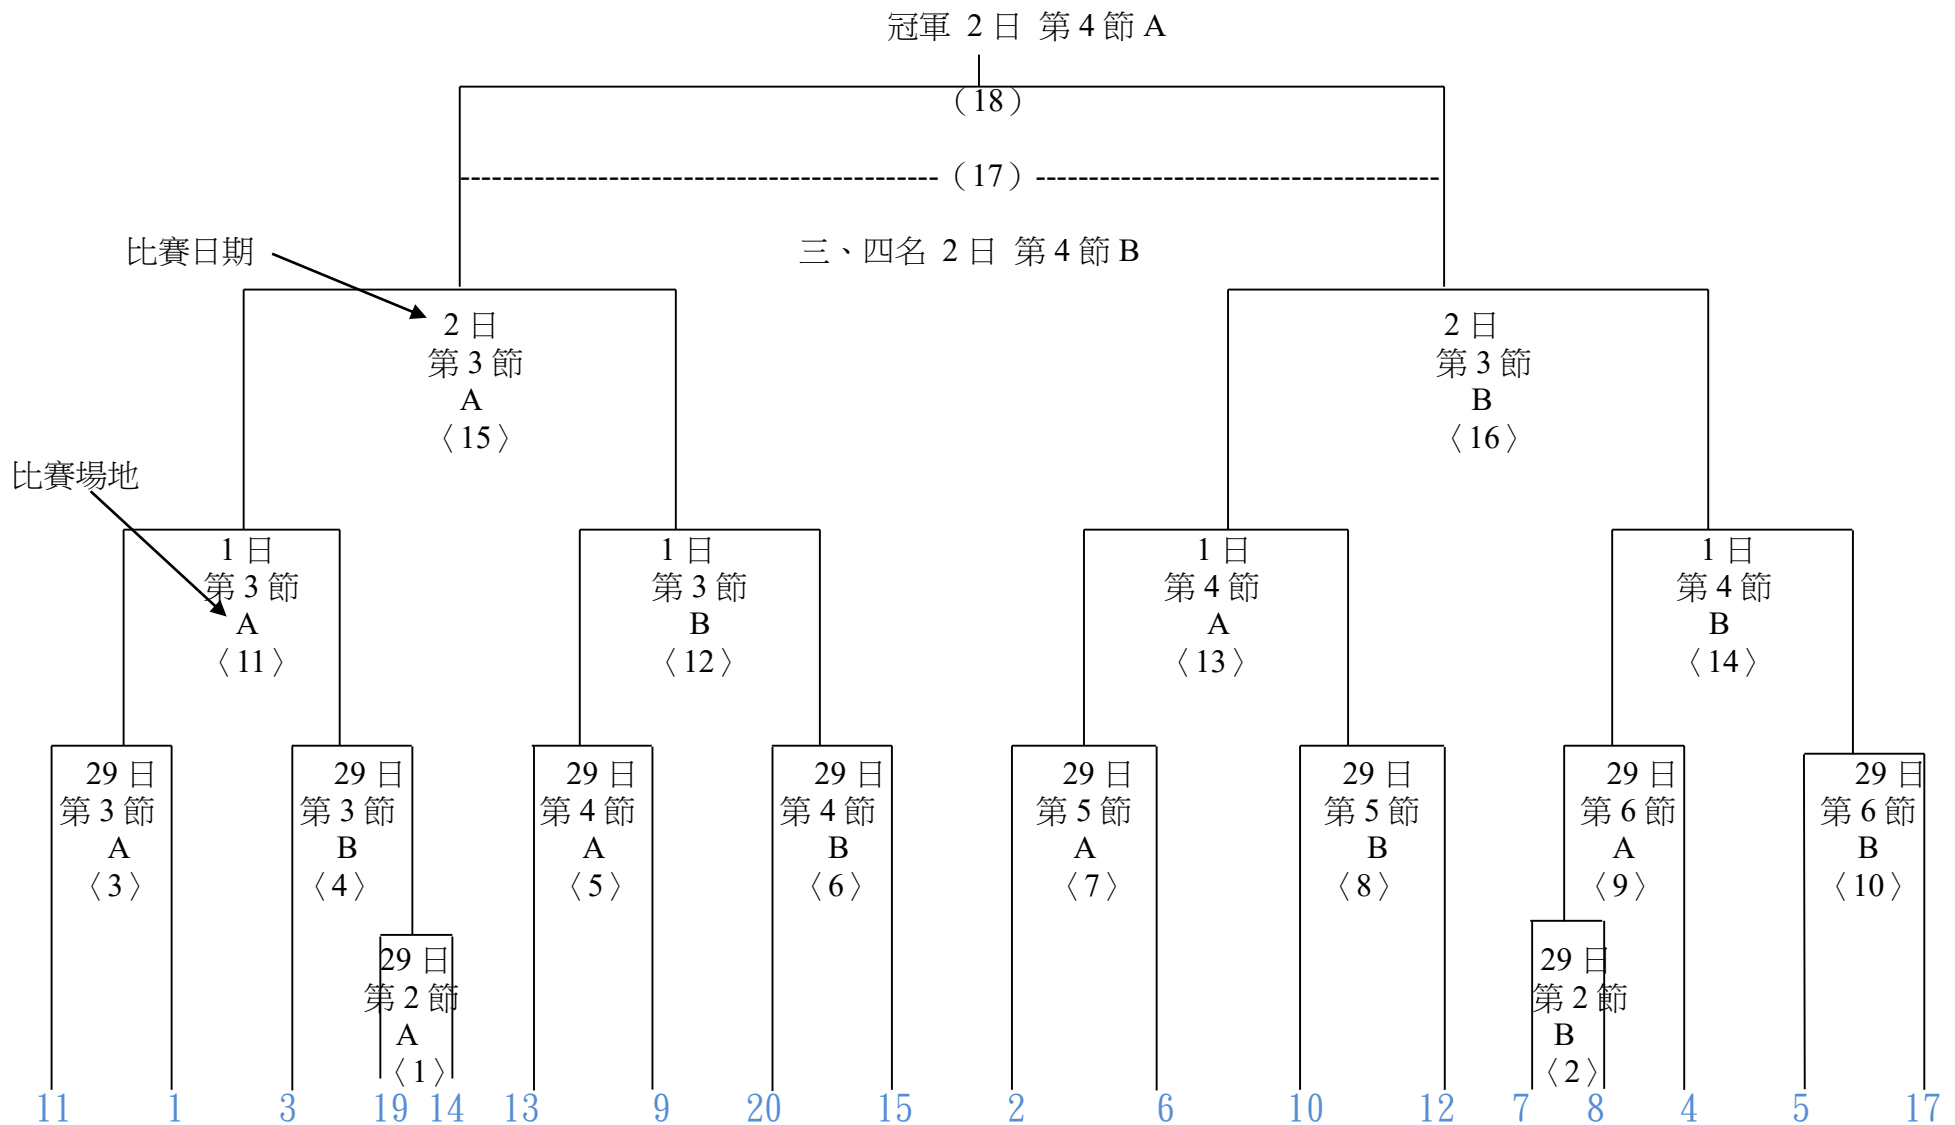 冠軍 2 日 第 4 節 A
（18）
（17）
三、四名 2 日 第 4 節 B
比賽日期
2 日
第 3 節
A
〈15〉
2 日
第 3 節
B
〈16〉
比賽場地
1 日
第 3 節
A
〈11〉
1 日
第 3 節
B
〈12〉
1 日
第 4 節
A
〈13〉
1 日
第 4 節
B
〈14〉
29 日
第 3 節
A
〈3〉
29 日
第 3 節
B
〈4〉
29 日
第 4 節
A
〈5〉
29 日
第 4 節
B
〈6〉
29 日
第 5 節
A
〈7〉
29 日
第 5 節
B
〈8〉
29 日
第 6 節
A
〈9〉
29 日
第 6 節
B
〈10〉
29 日
第 2 節
A
〈1〉
29 日
第 2 節
B
〈2〉
11 1 3 19 14 13 9 20 15 2 6 10 12 7 8 4 5 17